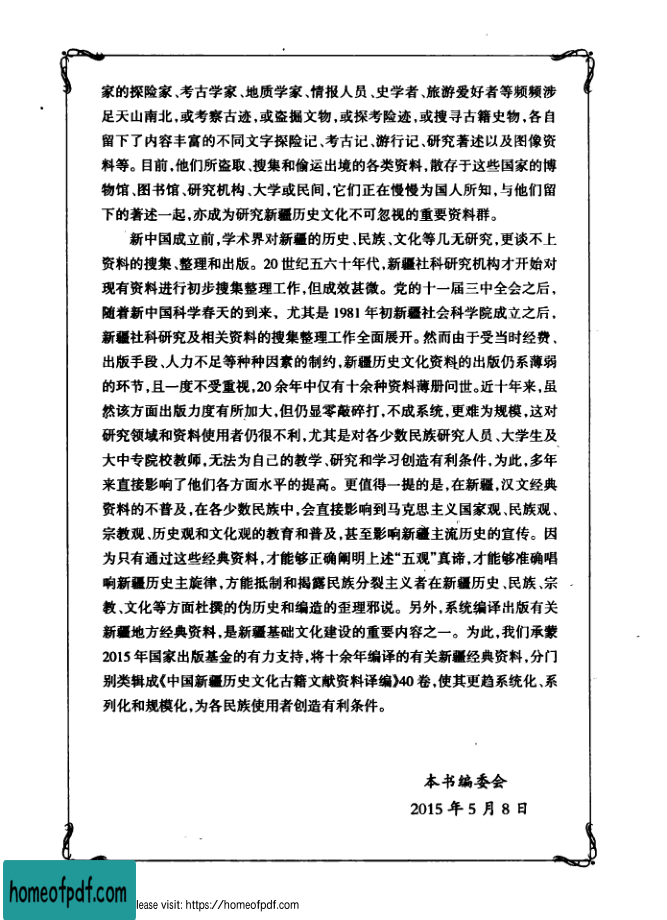 家的探险家、考古学家、地质学家、情报人员、史学者、旅游爱好者等频频涉
足天山南北,或考察古迹,或盗掘文物,或探考险迹,或搜寻古籍史物,各自
留下了内容丰富的不同文字探险记、考古记、游行记、研究著述以及图像资
料等。目前,他们所盗取、搜集和偷运出境的各类资料,散存于这些国家的博
物馆、图书馆、研究机构、大学或民间,它们正在慢慢为国人所知,与他们留
下的著述一起,亦成为研究新疆历史文化不可忽视的重要资料群。
新中国成立前,学术界对新疆的历史、民族、文化等几无研究,更谈不上
资料的搜集、整理和出版。20世纪五六十年代,新疆社科研究机构才开始对
现有资料进行初步搜集整理工作,但成效甚微。党的十一届三中全会之后,
随着新中国科学春天的到来,尤其是1981年初新疆社会科学院成立之后,
新疆社科研究及相关资料的搜集整理工作全面展开。然而由于受当时经费、
出版手段、人力不足等种种因素的制约,新疆历史文化资料的出版仍系薄弱
的环节,且一度不受重视,20余年中仅有十余种资料薄册问世。近十年来,虽
然该方面出版力度有所加大,但仍显零敲碎打,不成系统,更难为规模,这对
研究领域和资料使用者仍很不利,尤其是对各少数民族研究人员、大学生及
大中专院校教师,无法为自己的教学、研究和学习创造有利条件,为此,多年
来直接影响了他们各方面水平的提高。更值得一提的是,在新疆,汉文经典
资料的不普及,在各少数民族中,会直接影响到马克思主义国家观、民族观、
宗教观、历史观和文化观的教育和普及,甚至影响新疆主流历史的宣传。因
为只有通过这些经典资料,才能够正确阐明上述“五观”真谛,才能够准确唱
响新疆历史主旋律,方能抵制和揭露民族分裂主义者在新疆历史、民族、宗
教、文化等方面杜撰的伪历史和编造的歪理邪说。另外,系统编译出版有关
新疆地方经典资料,是新疆基础文化建设的重要内容之一。为此,我们承蒙
2015年国家出版基金的有力支持,将十余年编译的有关新疆经典资料,分门
别类辑成《中国新疆历史文化古籍文献资料译编》40卷,使其更趋系统化、系
列化和规模化,为各民族使用者创造有利条件。
本书编委会
2015年5月8日
homeofpdf.com
lease visit: https://homeofpdf.com